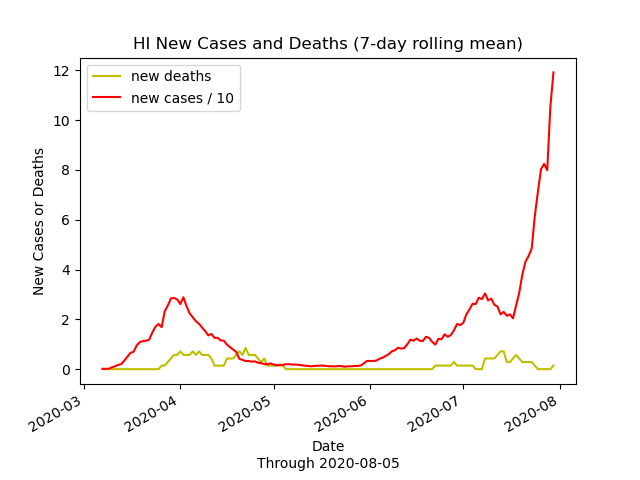 HI New Cases and Deaths (7-day rolling mean)
new deaths
new cases / 10
12
10
8
6
4
2
0
New Cases or Deaths
2020-03
2020-04
2020-05
2020-06
2020-07
2020-08
Date
Through 2020-08-05